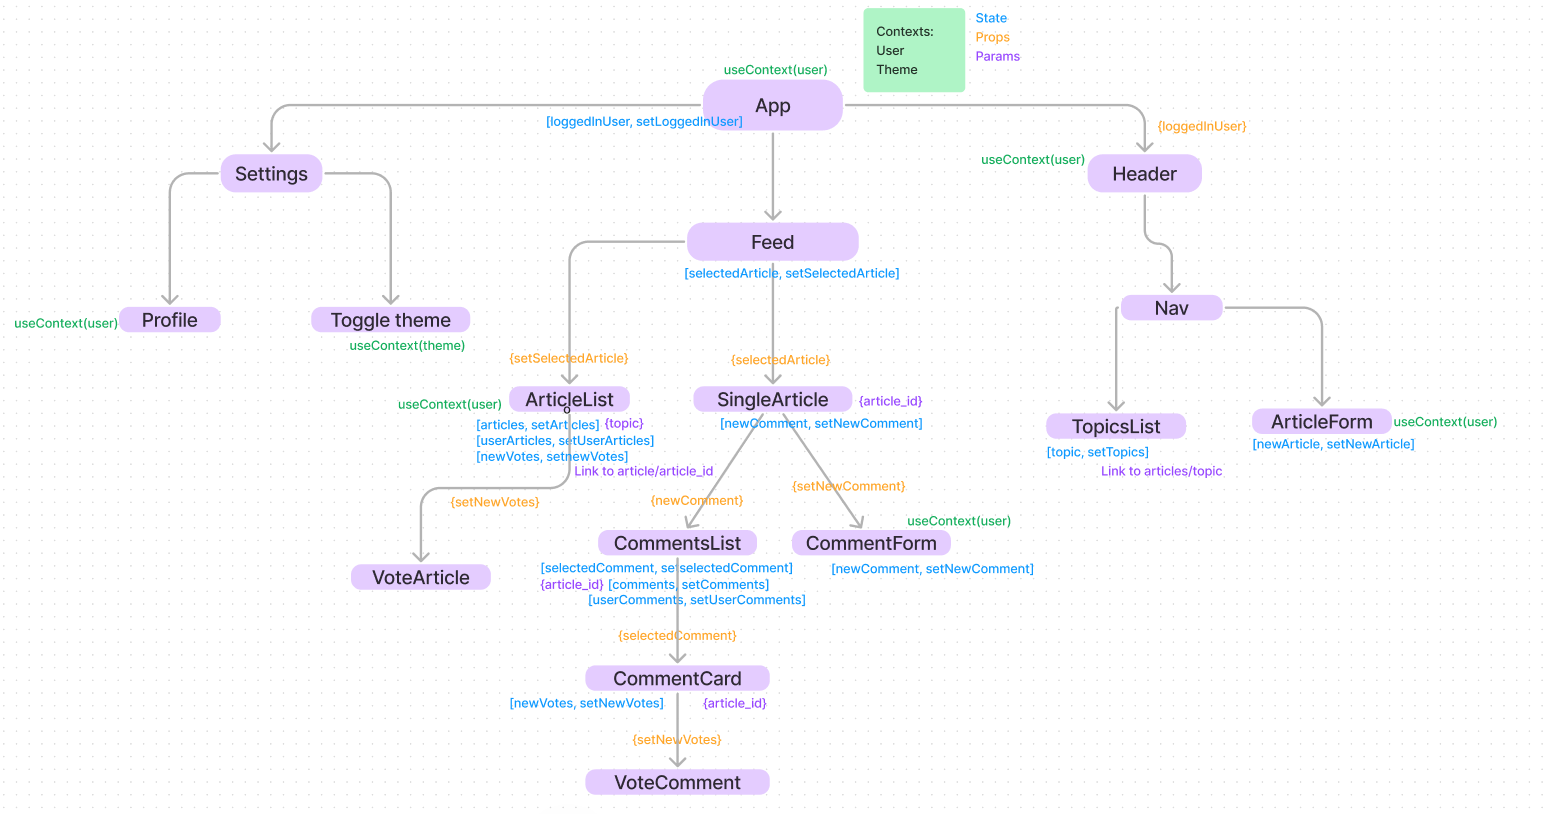 Contexts:
User
Theme
State
Props
Params
useContext(user)
App
[loggedInUser, setLoggedInUser]
{loggedInUser}
useContext(user)
Settings
Header
Feed
[selectedArticle, setSelectedArticle]
useContext(user)
Profile
Toggle theme
useContext(theme)
Nav
{setSelectedArticle}
{selectedArticle}
useContext(user)
ArticleList
o
SingleArticle
{article_id}
[articles, setArticles]
{topic}
[userArticles, setUserArticles]
[newVotes, setnewVotes]
Link to article/article_id
[newComment, setNewComment]
TopicsList
[topic, setTopics]
Link to articles/topic
ArticleForm
useContext(user)
[newArticle, setNewArticle]
{setNewVotes}
{newComment}
{setNewComment}
useContext(user)
VoteArticle
CommentsList
CommentForm
[selectedComment, setselectedComment]
{article_id} [comments, setComments]
[userComments, setUserComments]
[newComment, setNewComment]
{selectedComment}
CommentCard
[newVotes, setNewVotes]
{article_id}
{setNewVotes}
VoteComment